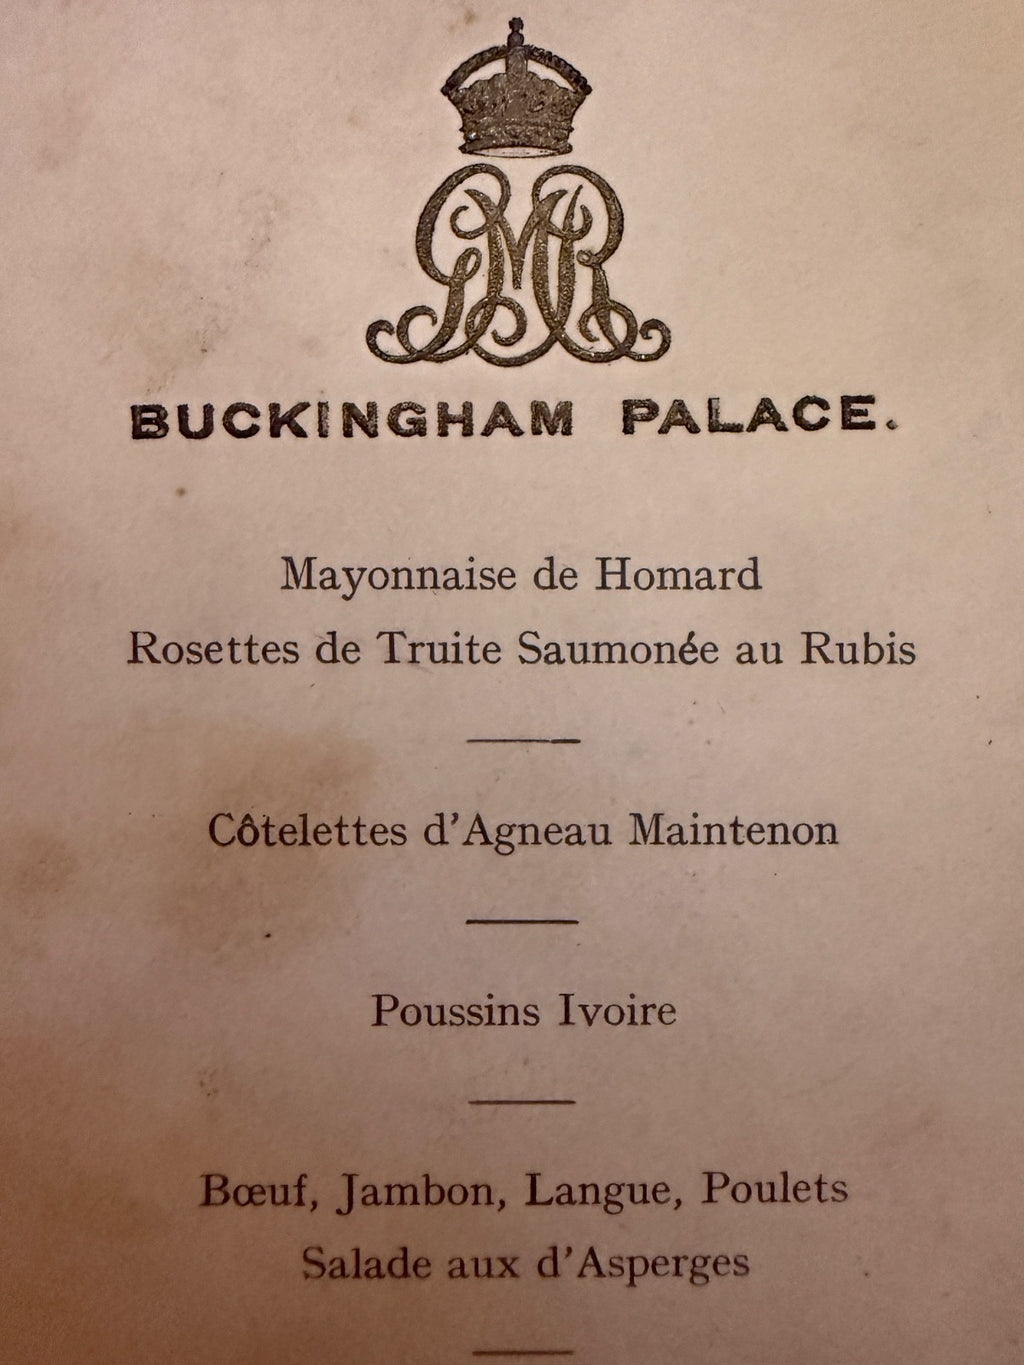 GMR
BUCKINGHAM PALACE.
Mayonnaise de Homard
Rosettes de Truite Saumonée au Rubis
Côtelettes d'Agneau Maintenon
Poussins Ivoire
Bœuf, Jambon, Langue, Poulets
Salade aux d'Asperges